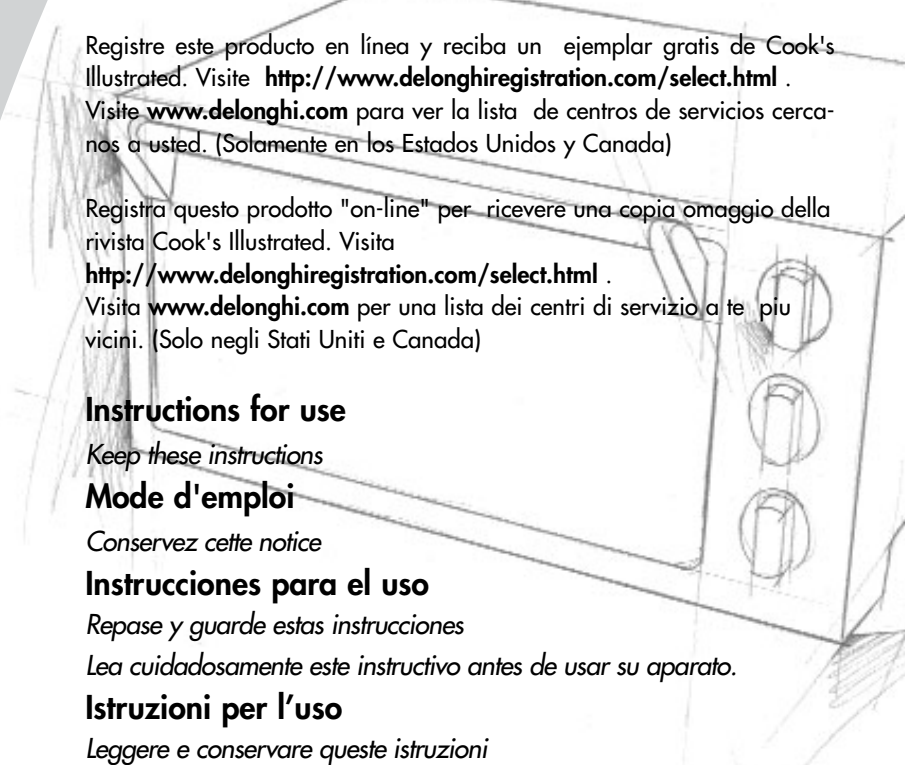 Registre este producto en línea y reciba un ejemplar gratis de Cook's
Illustrated. Visite http://www.delonghiregistration.com/select.html .
Visite www.delonghi.com para ver la lista de centros de servicios cerca-
nos a usted. (Solamente en los Estados Unidos y Canada)
Registra questo prodotto "on-line" per ricevere una copia omaggio della
rivista Cook's Illustrated. Visita
http://www.delonghiregistration.com/select.html .
Visita www.delonghi.com per una lista dei centri di servizio a te piu
vicini. (Solo negli Stati Uniti e Canada)
Instructions for use
Keep these instructions
Mode d'emploi
Conservez cette notice
Instrucciones para el uso
Repase y guarde estas instrucciones
Lea cuidadosamente este instructivo antes de usar su aparato.
Istruzioni per l’uso
Leggere e conservare queste istruzioni